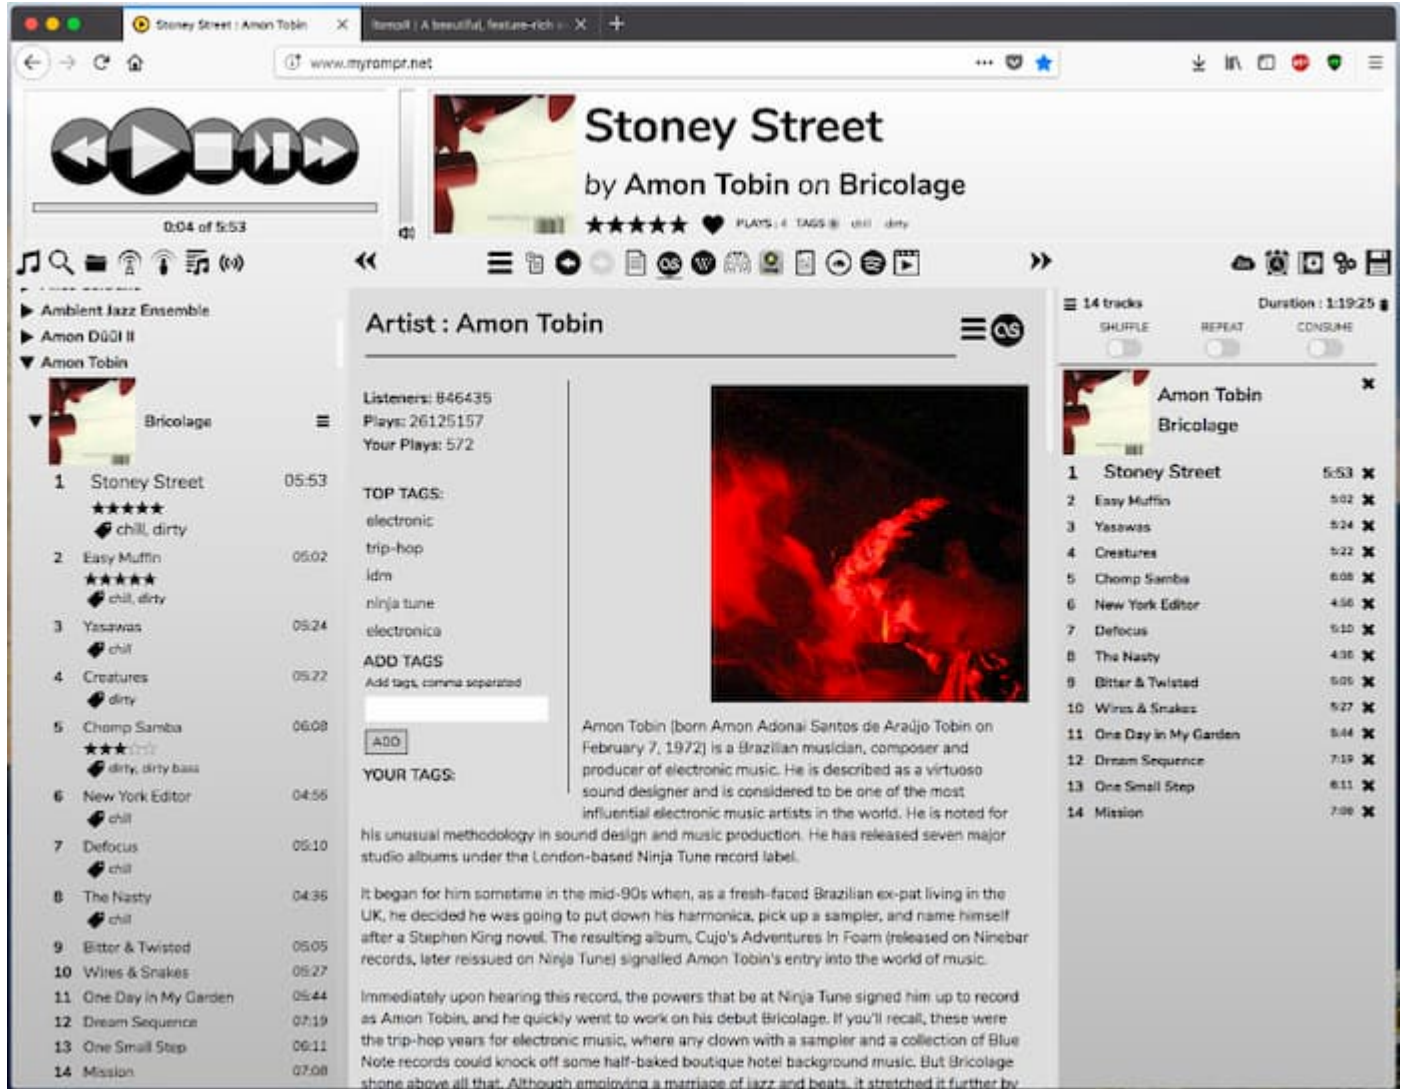 Stoney Street : Amon Tobin
itemoill | A beautiful, feature-rich
www.myrompr.net
Stoney Street
by Amon Tobin on Bricolage
PLAYS : 4 TAGS chill dirty
0:04 of 5:53
Ambient Jazz Ensemble
Amon Düül II
Amon Tobin
Bricolage
1 Stoney Street 05:53
chill, dirty
2 Easy Muffin 05:02
chill, dirty
3 Yasawas 05:24
chill
4 Creatures 05:22
dirty
5 Chomp Samba 06:08
dirty, dirty bass
6 New York Editor 04:56
chill
7 Defocus 05:10
chill
8 The Nasty 04:36
chill
9 Bitter & Twisted 05:05
10 Wires & Snakes 05:27
11 One Day in My Garden 05:44
12 Dream Sequence 07:19
13 One Small Step 06:11
14 Mission 07:08
Artist : Amon Tobin
Listeners: 846435
Plays: 26125157
Your Plays: 572
TOP TAGS:
electronic
trip-hop
idm
ninja tune
electronica
ADD TAGS
Add tags, comma separated
ADD
YOUR TAGS:
Amon Tobin (born Amon Adonai Santos de Araújo Tobin on
February 7, 1972) is a Brazilian musician, composer and
producer of electronic music. He is described as a virtuoso
sound designer and is considered to be one of the most
influential electronic music artists in the world. He is noted for
his unusual methodology in sound design and music production. He has released seven major
studio albums under the London-based Ninja Tune record label.
It began for him sometime in the mid-90s when, as a fresh-faced Brazilian ex-pat living in the
UK, he decided he was going to put down his harmonica, pick up a sampler, and name himself
after a Stephen King novel. The resulting album, Cujo's Adventures In Foam (released on Ninebar
records, later reissued on Ninja Tune) signalled Amon Tobin's entry into the world of music.
Immediately upon hearing this record, the powers that be at Ninja Tune signed him up to record
as Amon Tobin, and he quickly went to work on his debut Bricolage. If you'll recall, these were
the trip-hop years for electronic music, where any clown with a sampler and a collection of Blue
Note records could knock off some half-baked boutique hotel background music. But Bricolage
shone above all that. Although employing a marriage of jazz and beats, it stretched it further by
14 tracks Duration : 1:19:25
SHUFFLE REPEAT CONSUME
Amon Tobin
Bricolage
1 Stoney Street 5:53
2 Easy Muffin 5:02
3 Yasawas 5:24
4 Creatures 5:22
5 Chomp Samba 6:08
6 New York Editor 4:56
7 Defocus 5:10
8 The Nasty 4:36
9 Bitter & Twisted 5:05
10 Wires & Snakes 5:27
11 One Day in My Garden 5:44
12 Dream Sequence 7:19
13 One Small Step 6:11
14 Mission 7:08